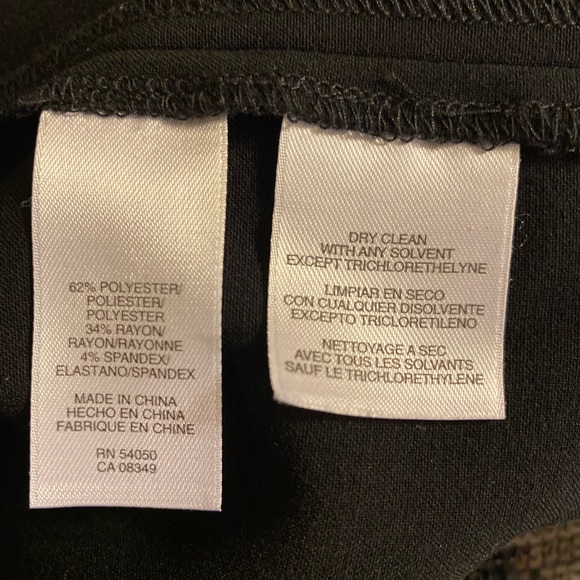 62% POLYESTER/
POLIESTER/
POLYESTER
34% RAYON/
RAYON/RAYONNE
4% SPANDEX/
ELASTANO/SPANDEX
MADE IN CHINA
HECHO EN CHINA
FABRIQUE EN CHINE
RN 54050
CA 08349
DRY CLEAN
WITH ANY SOLVENT
EXCEPT TRICHLORETHELYNE
LIMPIAR EN SECO
CON CUALQUIER DISOLVENTE
EXCEPTO TRICLORETILENO
NETTOYAGE A SEC
AVEC TOUS LES SOLVANTS
SAUF LE TRICHLORETHYLENE